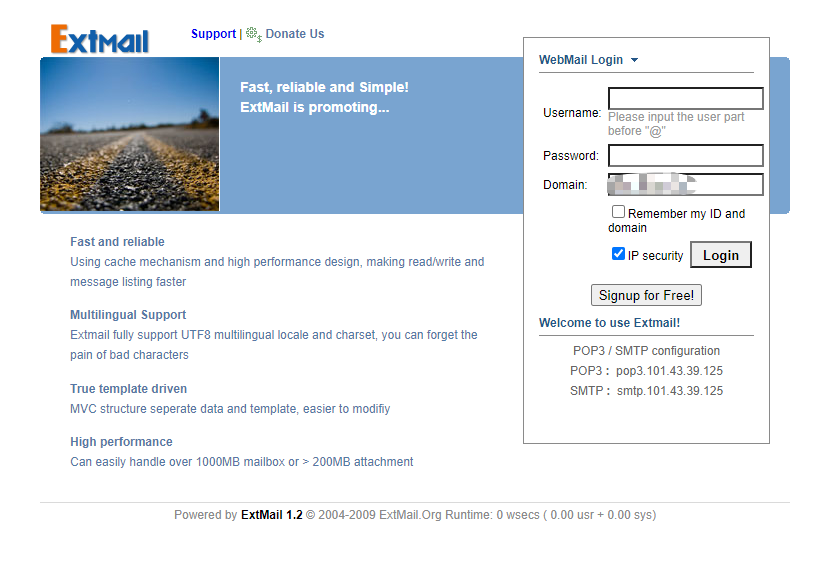 ExtMail
Support | Donate Us
Fast, reliable and Simple!
ExtMail is promoting...
WebMail Login
Username:
Please input the user part
before "@"
Password:
Domain:
Remember my ID and
domain
IP security Login
Signup for Free!
Welcome to use Extmail!
POP3 / SMTP configuration
POP3： pop3.101.43.39.125
SMTP： smtp.101.43.39.125
Fast and reliable
Using cache mechanism and high performance design, making read/write and
message listing faster
Multilingual Support
Extmail fully support UTF8 multilingual locale and charset, you can forget the
pain of bad characters
True template driven
MVC structure seperate data and template, easier to modifiy
High performance
Can easily handle over 1000MB mailbox or > 200MB attachment
Powered by ExtMail 1.2 © 2004-2009 ExtMail.Org Runtime: 0 wsecs ( 0.00 usr + 0.00 sys)